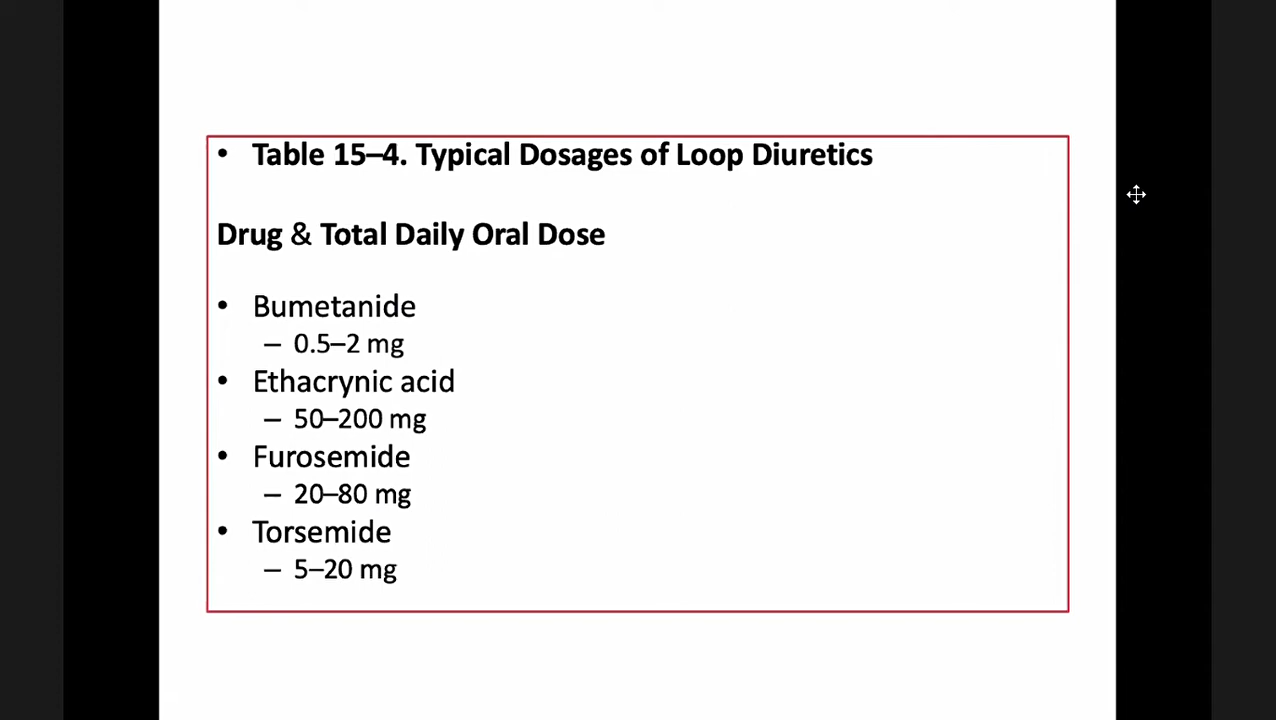 • Table 15–4. Typical Dosages of Loop Diuretics
Drug & Total Daily Oral Dose
• Bumetanide
– 0.5–2 mg
• Ethacrynic acid
– 50–200 mg
• Furosemide
– 20–80 mg
• Torsemide
– 5–20 mg